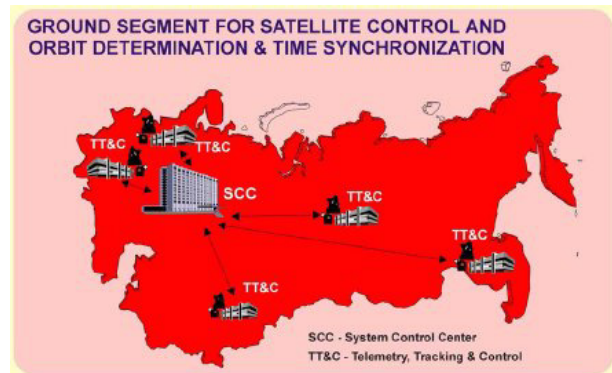 GROUND SEGMENT FOR SATELLITE CONTROL AND
ORBIT DETERMINATION & TIME SYNCHRONIZATION
TT&C
TT&C
SCC
TT&C
TT&C
TT&C
SCC - System Control Center
TT&C - Telemetry, Tracking & Control